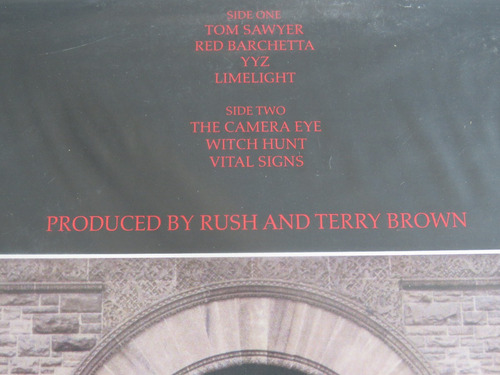 SIDE ONE
TOM SAWYER
RED BARCHETTA
YYZ
LIMELIGHT
SIDE TWO
THE CAMERA EYE
WITCH HUNT
VITAL SIGNS
PRODUCED BY RUSH AND TERRY BROWN